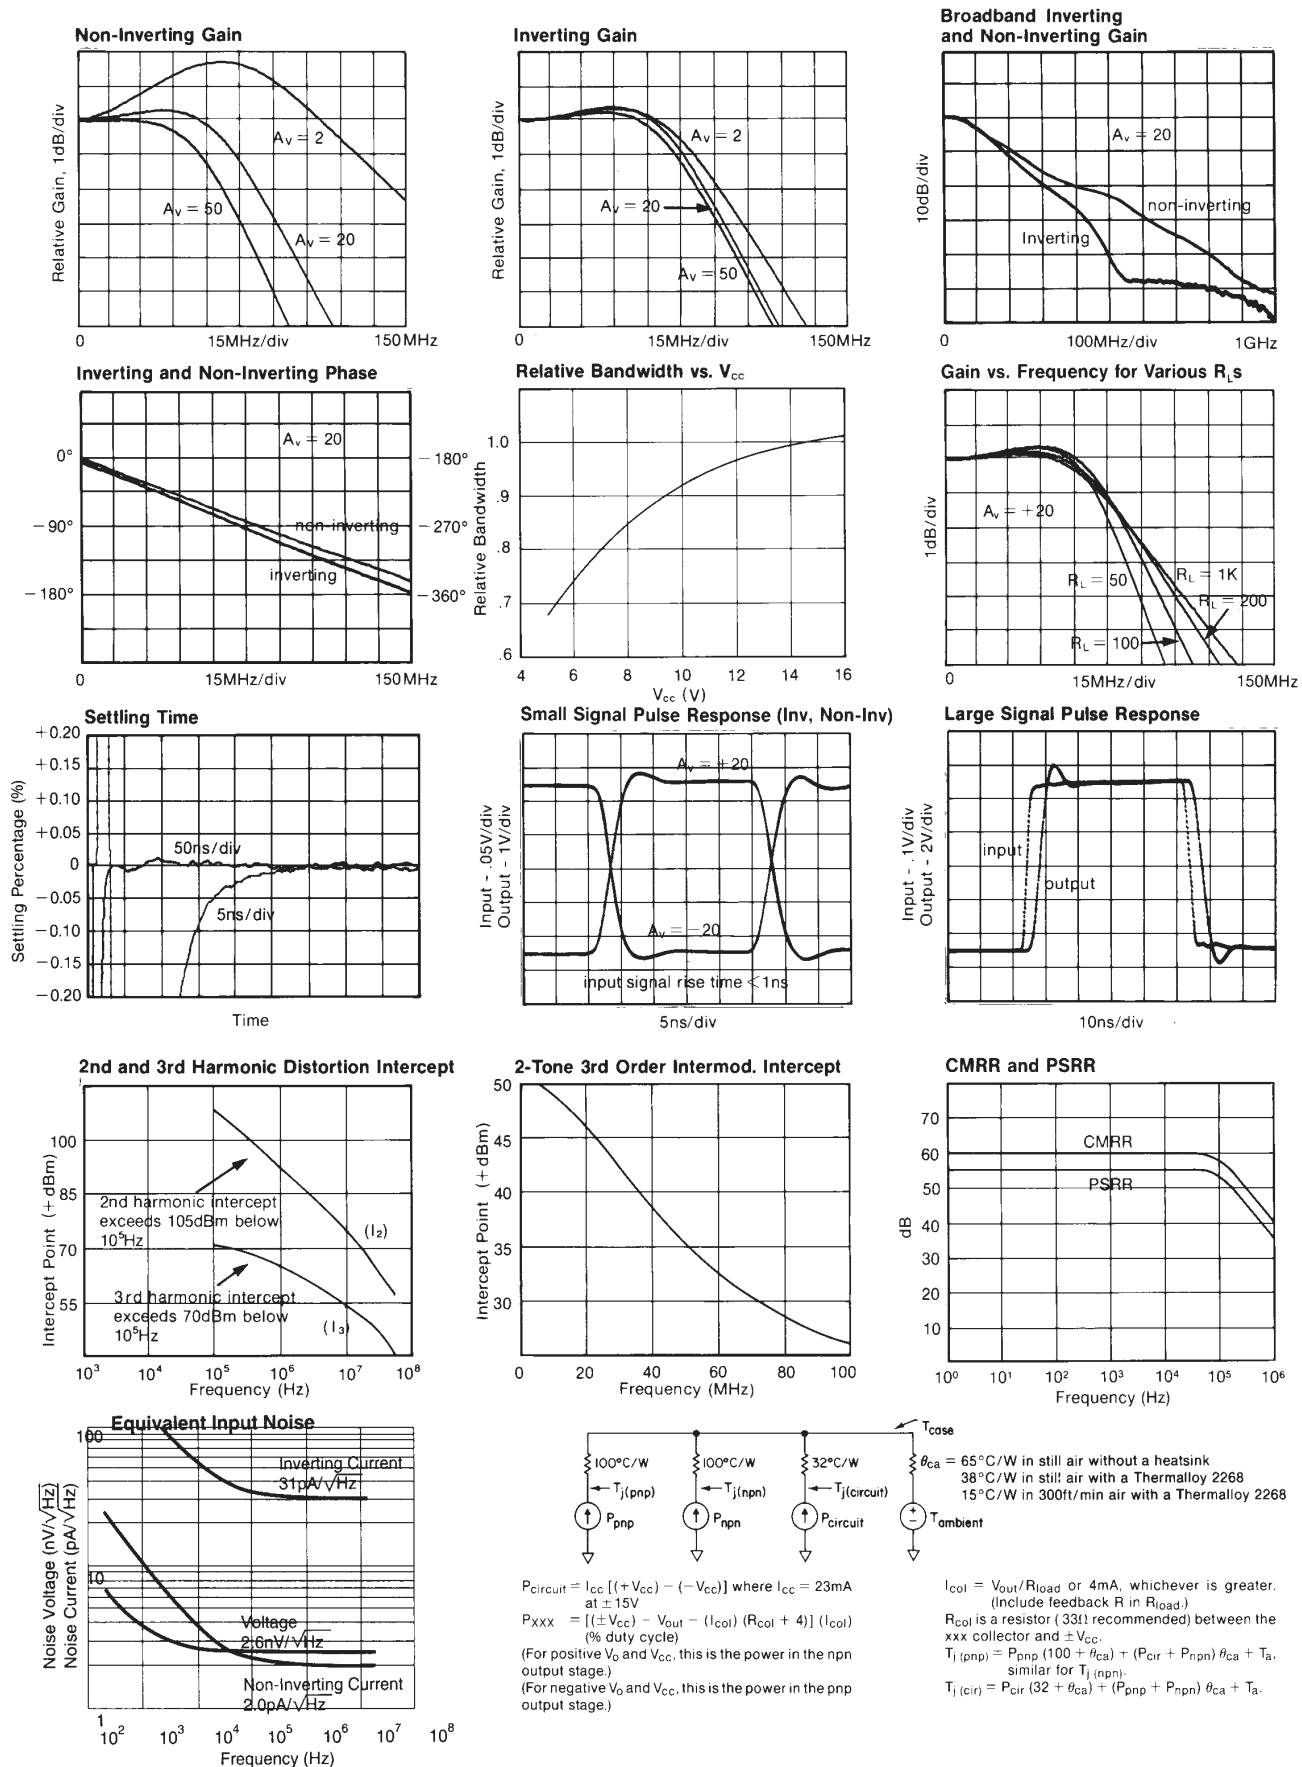 Non-Inverting Gain
Relative Gain, 1dB/div
Av = 2
Av = 50
Av = 20
0
15MHz/div
150MHz
Inverting Gain
Relative Gain, 1dB/div
Av = 2
Av = 20
Av = 50
0
15MHz/div
150MHz
Broadband Inverting
and Non-Inverting Gain
10dB/div
Av = 20
non-inverting
Inverting
0
100MHz/div
1GHz
Inverting and Non-Inverting Phase
Av = 20
0°
−90°
−180°
−180°
−270°
−360°
non-inverting
inverting
0
15MHz/div
150MHz
Relative Bandwidth vs. Vcc
Relative Bandwidth
1.0
.9
.8
.7
.6
4
6
8
10
12
14
16
Vcc (V)
Gain vs. Frequency for Various RLs
1dB/div
Av = +20
RL = 50
RL = 1K
RL = 200
RL = 100
0
15MHz/div
150MHz
Settling Time
Settling Percentage (%)
+0.20
+0.15
+0.10
+0.05
0
−0.05
−0.10
−0.15
−0.20
50ns/div
5ns/div
Time
Small Signal Pulse Response (Inv, Non-Inv)
Input - .05V/div
Output - 1V/div
Av = +20
Av = −20
input signal rise time <1ns
5ns/div
Large Signal Pulse Response
Input - .1V/div
Output - 2V/div
input
output
10ns/div
2nd and 3rd Harmonic Distortion Intercept
Intercept Point (+dBm)
100
85
70
55
2nd harmonic intercept
exceeds 105dBm below
10⁵Hz
(I2)
3rd harmonic intercept
exceeds 70dBm below
10⁵Hz
(I3)
10³
10⁴
10⁵
10⁶
10⁷
10⁸
Frequency (Hz)
2-Tone 3rd Order Intermod. Intercept
Intercept Point (+dBm)
50
45
40
35
30
0
20
40
60
80
100
Frequency (MHz)
CMRR and PSRR
dB
70
60
50
40
30
20
10
CMRR
PSRR
10⁰
10¹
10²
10³
10⁴
10⁵
10⁶
Frequency (Hz)
Equivalent Input Noise
Noise Voltage (nV/√Hz)
Noise Current (pA/√Hz)
100
10
1
Inverting Current
31pA/√Hz
Voltage
2.6nV/√Hz
Non-Inverting Current
2.0pA/√Hz
10²
10³
10⁴
10⁵
10⁶
10⁷
10⁸
Frequency (Hz)
Tcase
100°C/W
100°C/W
32°C/W
θca = 65°C/W in still air without a heatsink
38°C/W in still air with a Thermalloy 2268
15°C/W in 300ft/min air with a Thermalloy 2268
Tj(pnp)
Tj(npn)
Tj(circuit)
Ppnp
Pnpn
Pcircuit
Tambient
Pcircuit = Icc [(+Vcc) − (−Vcc)] where Icc = 23mA
at ±15V
Pxxx = [(±Vcc) − Vout − (Icol) (Rcol + 4)] (Icol)
(% duty cycle)
(For positive Vo and Vcc, this is the power in the npn
output stage.)
(For negative Vo and Vcc, this is the power in the pnp
output stage.)
Icol = Vout/Rload or 4mA, whichever is greater.
(Include feedback R in Rload.)
Rcol is a resistor (33Ω recommended) between the
xxx collector and ±Vcc.
Tj (pnp) = Ppnp (100 + θca) + (Pcir + Pnpn) θca + Ta,
similar for Tj (npn).
Tj (cir) = Pcir (32 + θca) + (Ppnp + Pnpn) θca + Ta.